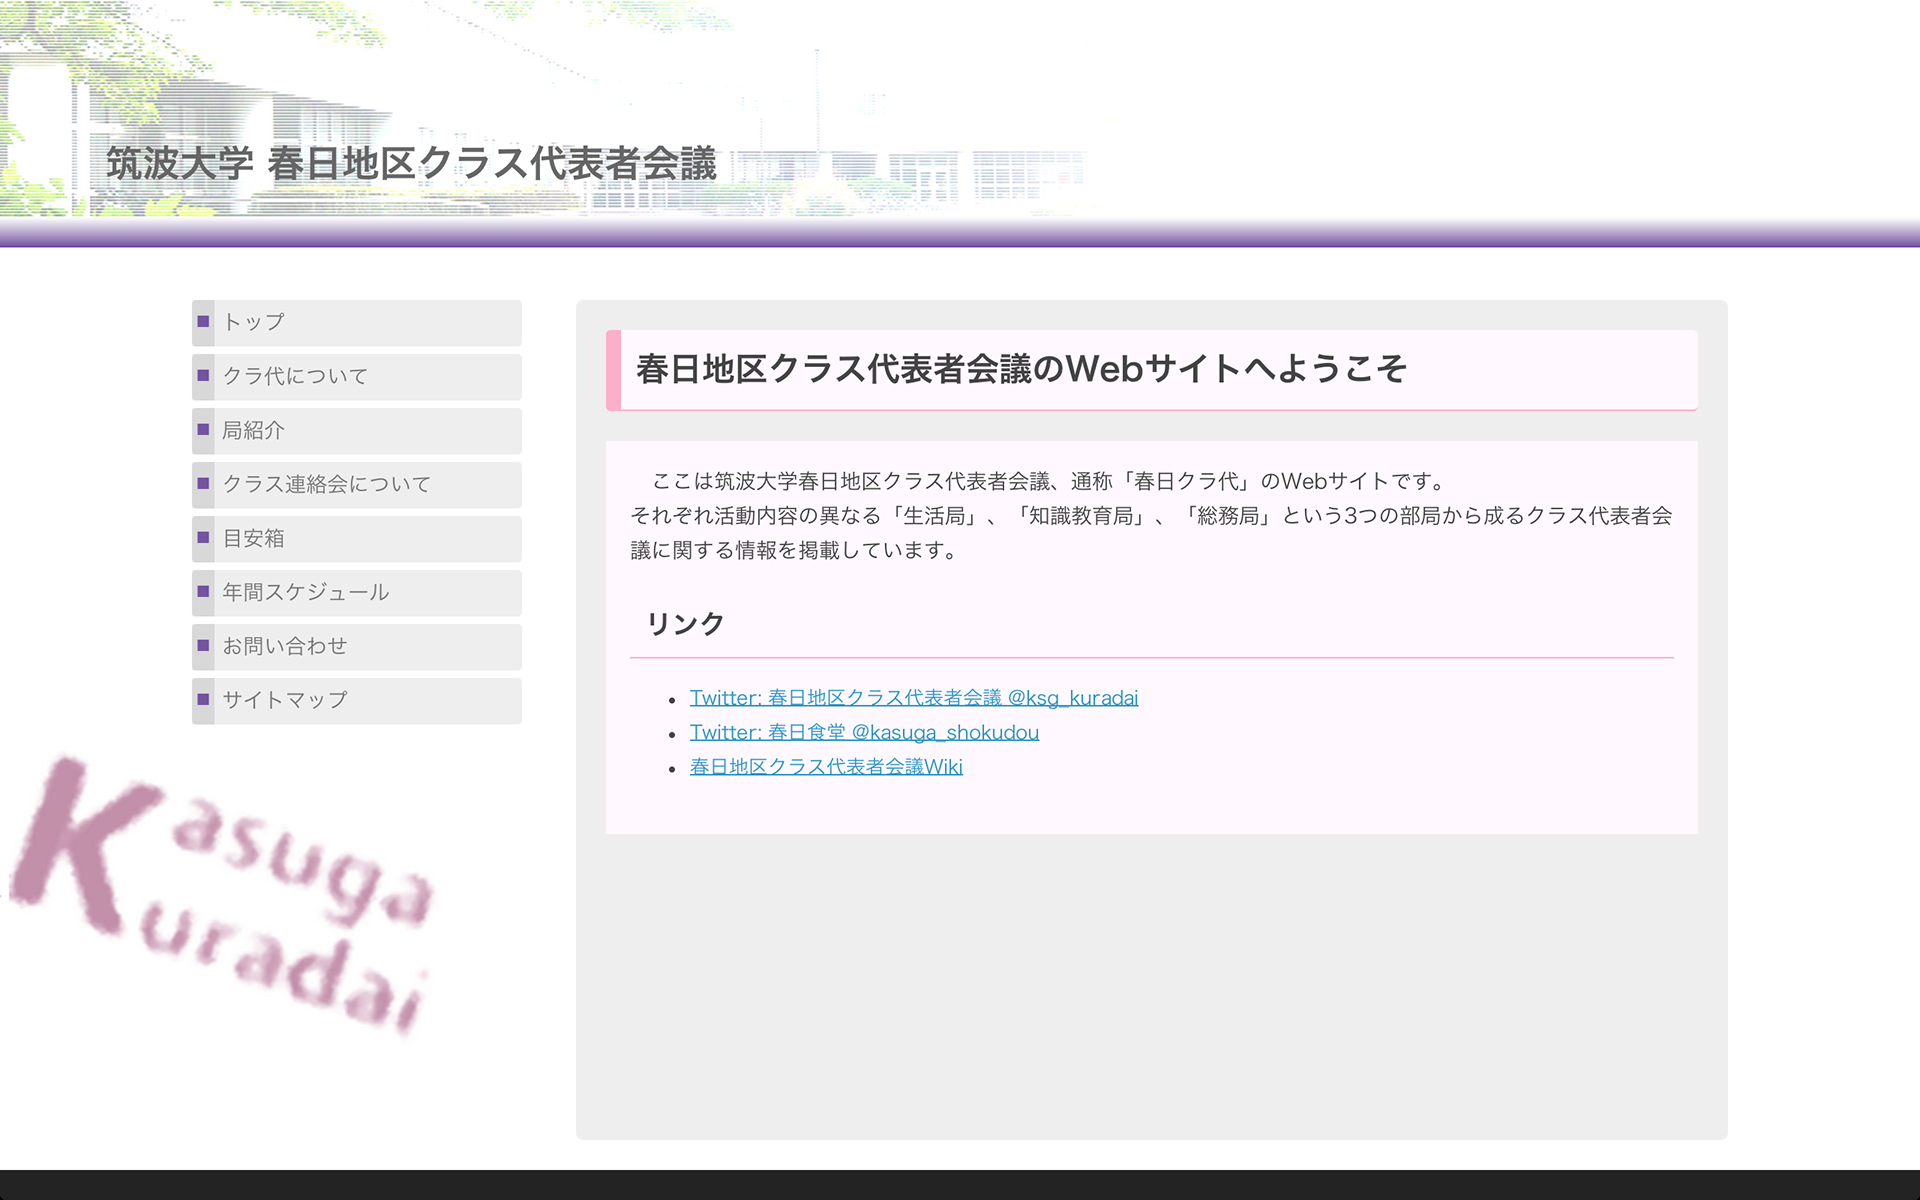 筑波大学 春日地区クラス代表者会議
トップ
クラ代について
局紹介
クラス連絡会について
目安箱
年間スケジュール
お問い合わせ
サイトマップ
Kasuga
Kuradai
春日地区クラス代表者会議のWebサイトへようこそ
ここは筑波大学春日地区クラス代表者会議、通称「春日クラ代」のWebサイトです。
それぞれ活動内容の異なる「生活局」、「知識教育局」、「総務局」という3つの部局から成るクラス代表者会
議に関する情報を掲載しています。
リンク
Twitter: 春日地区クラス代表者会議 @ksg_kuradai
Twitter: 春日食堂 @kasuga_shokudou
春日地区クラス代表者会議Wiki